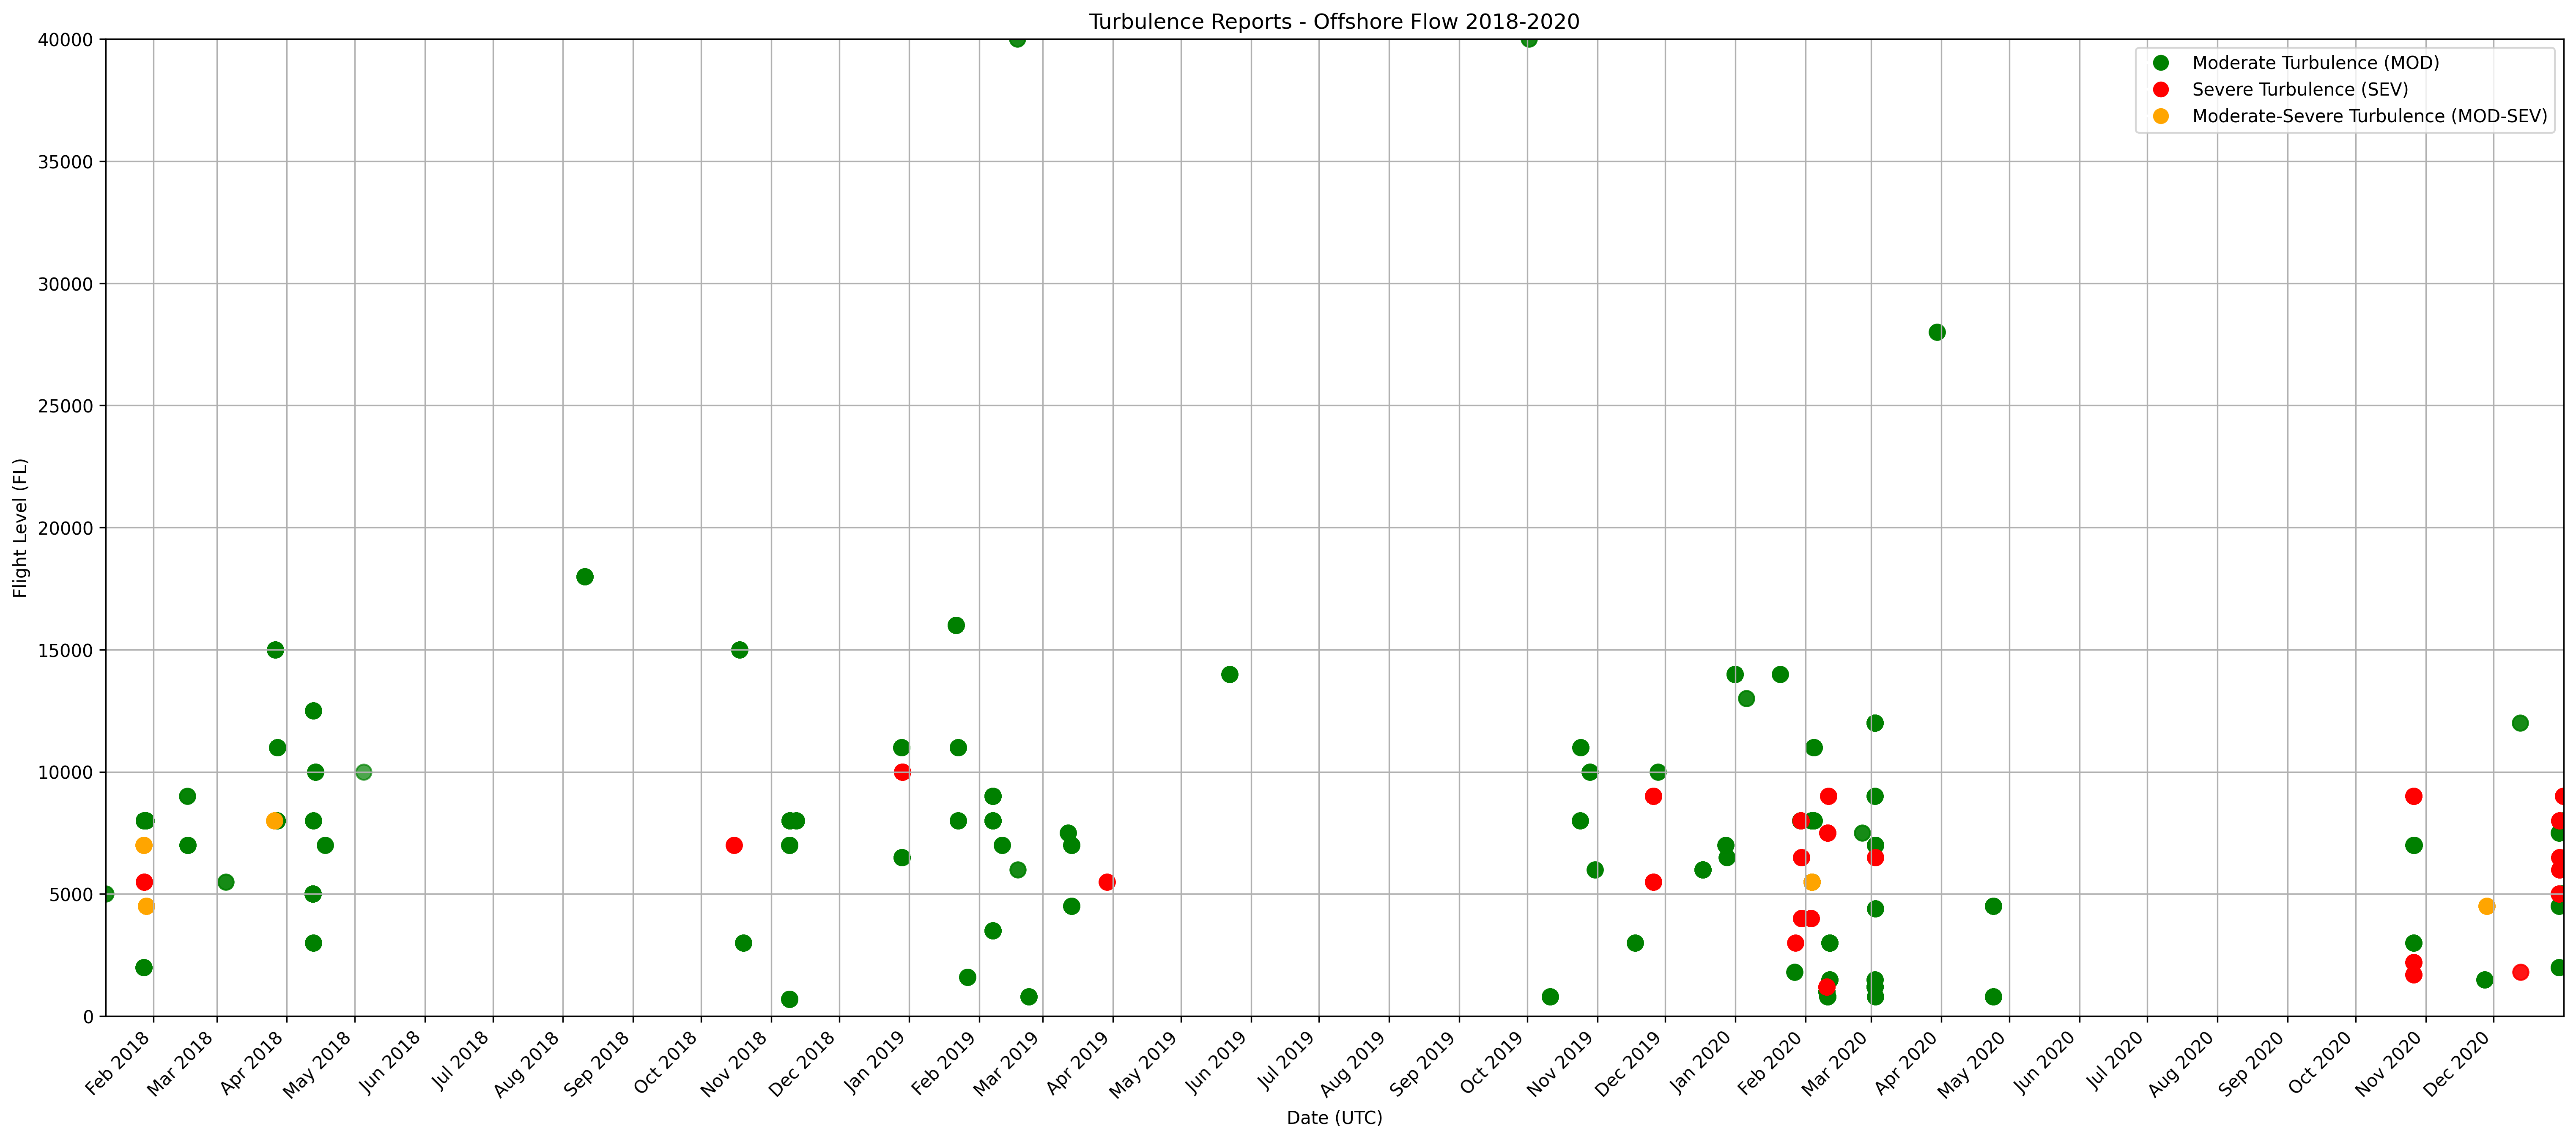 Turbulence Reports - Offshore Flow 2018-2020
Moderate Turbulence (MOD)
Severe Turbulence (SEV)
Moderate-Severe Turbulence (MOD-SEV)
Flight Level (FL)
40000
35000
30000
25000
20000
15000
10000
5000
0
Feb 2018
Mar 2018
Apr 2018
May 2018
Jun 2018
Jul 2018
Aug 2018
Sep 2018
Oct 2018
Nov 2018
Dec 2018
Jan 2019
Feb 2019
Mar 2019
Apr 2019
May 2019
Jun 2019
Jul 2019
Aug 2019
Sep 2019
Oct 2019
Nov 2019
Dec 2019
Jan 2020
Feb 2020
Mar 2020
Apr 2020
May 2020
Jun 2020
Jul 2020
Aug 2020
Sep 2020
Oct 2020
Nov 2020
Dec 2020
Date (UTC)